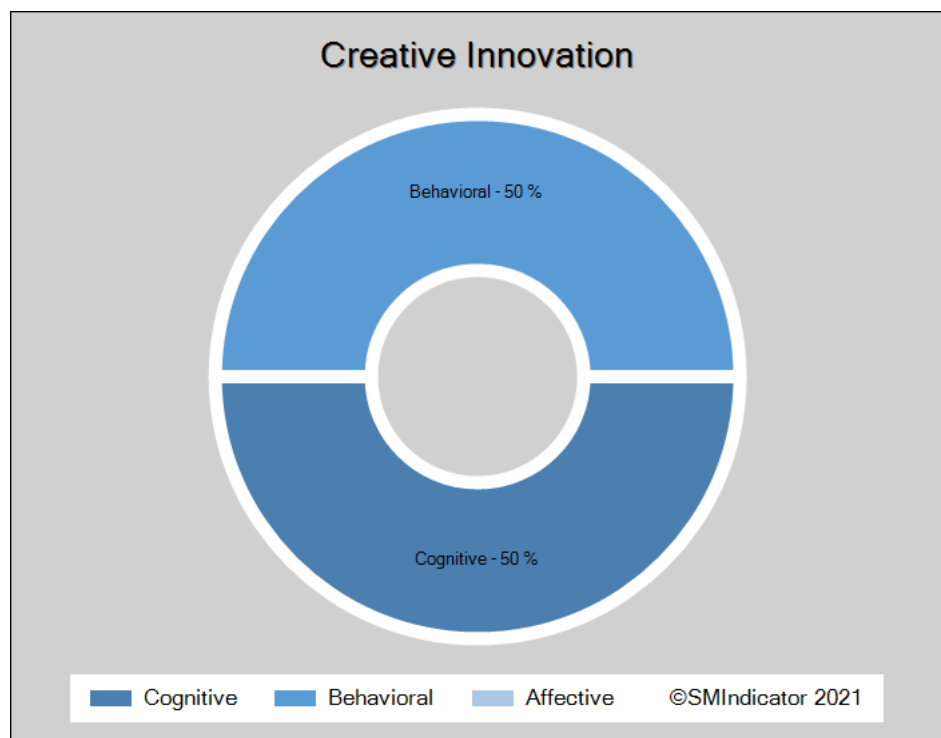 Creative Innovation
Behavioral - 50 %
Cognitive - 50 %
Cognitive Behavioral Affective ©SMIndicator 2021